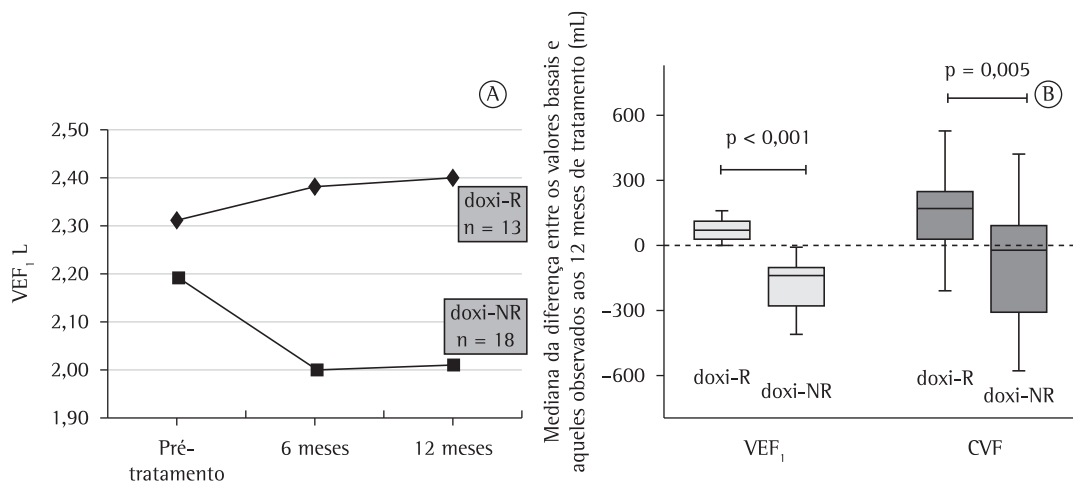 A
2,50
2,40
2,30
2,20
2,10
2,00
1,90
VEF₁ L
doxi-R
n = 13
doxi-NR
n = 18
Pré-
tratamento
6 meses
12 meses
Mediana da diferença entre os valores basais e
aqueles observados aos 12 meses de tratamento (mL)
B
600
300
0
–300
–600
p < 0,001
p = 0,005
doxi-R
doxi-NR
doxi-R
doxi-NR
VEF₁
CVF